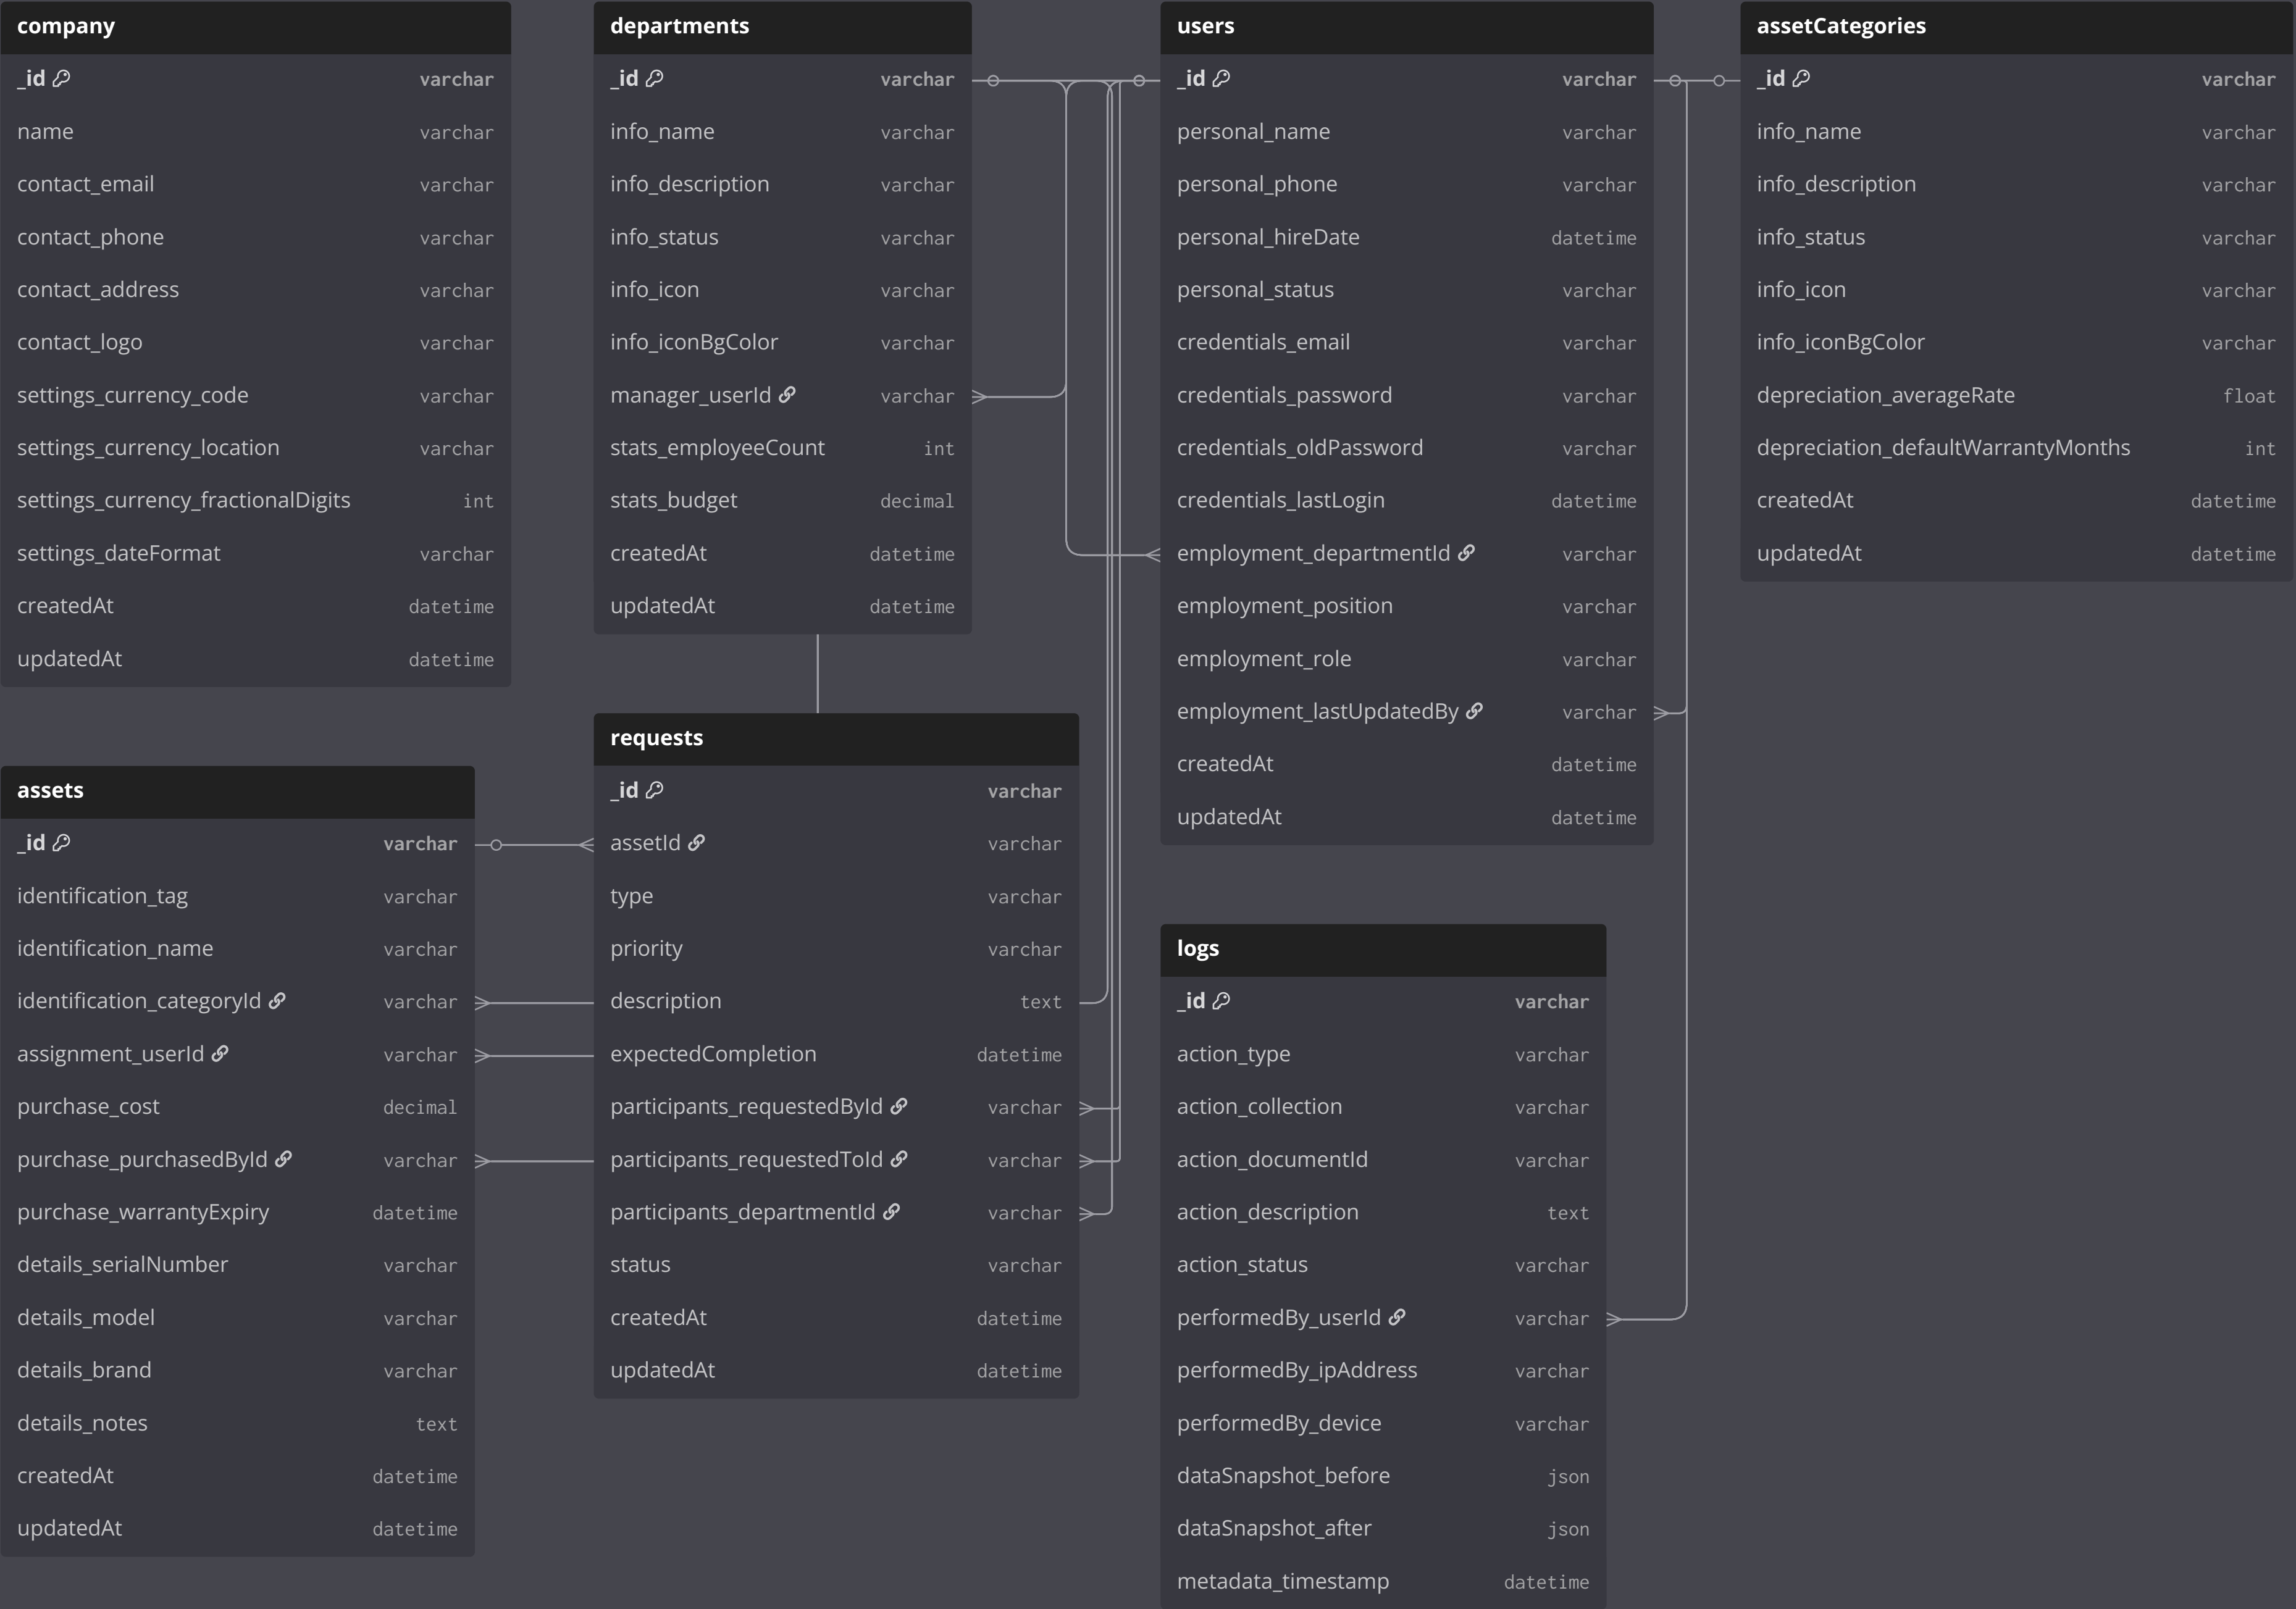 company
_id varchar
name varchar
contact_email varchar
contact_phone varchar
contact_address varchar
contact_logo varchar
settings_currency_code varchar
settings_currency_location varchar
settings_currency_fractionalDigits int
settings_dateFormat varchar
createdAt datetime
updatedAt datetime
departments
_id varchar
info_name varchar
info_description varchar
info_status varchar
info_icon varchar
info_iconBgColor varchar
manager_userId varchar
stats_employeeCount int
stats_budget decimal
createdAt datetime
updatedAt datetime
users
_id varchar
personal_name varchar
personal_phone varchar
personal_hireDate datetime
personal_status varchar
credentials_email varchar
credentials_password varchar
credentials_oldPassword varchar
credentials_lastLogin datetime
employment_departmentId varchar
employment_position varchar
employment_role varchar
employment_lastUpdatedBy varchar
createdAt datetime
updatedAt datetime
assetCategories
_id varchar
info_name varchar
info_description varchar
info_status varchar
info_icon varchar
info_iconBgColor varchar
depreciation_averageRate float
depreciation_defaultWarrantyMonths int
createdAt datetime
updatedAt datetime
assets
_id varchar
identification_tag varchar
identification_name varchar
identification_categoryId varchar
assignment_userId varchar
purchase_cost decimal
purchase_purchasedById varchar
purchase_warrantyExpiry datetime
details_serialNumber varchar
details_model varchar
details_brand varchar
details_notes text
createdAt datetime
updatedAt datetime
requests
_id varchar
assetId varchar
type varchar
priority varchar
description text
expectedCompletion datetime
participants_requestedById varchar
participants_requestedToId varchar
participants_departmentId varchar
status varchar
createdAt datetime
updatedAt datetime
logs
_id varchar
action_type varchar
action_collection varchar
action_documentId varchar
action_description text
action_status varchar
performedBy_userId varchar
performedBy_ipAddress varchar
performedBy_device varchar
dataSnapshot_before json
dataSnapshot_after json
metadata_timestamp datetime